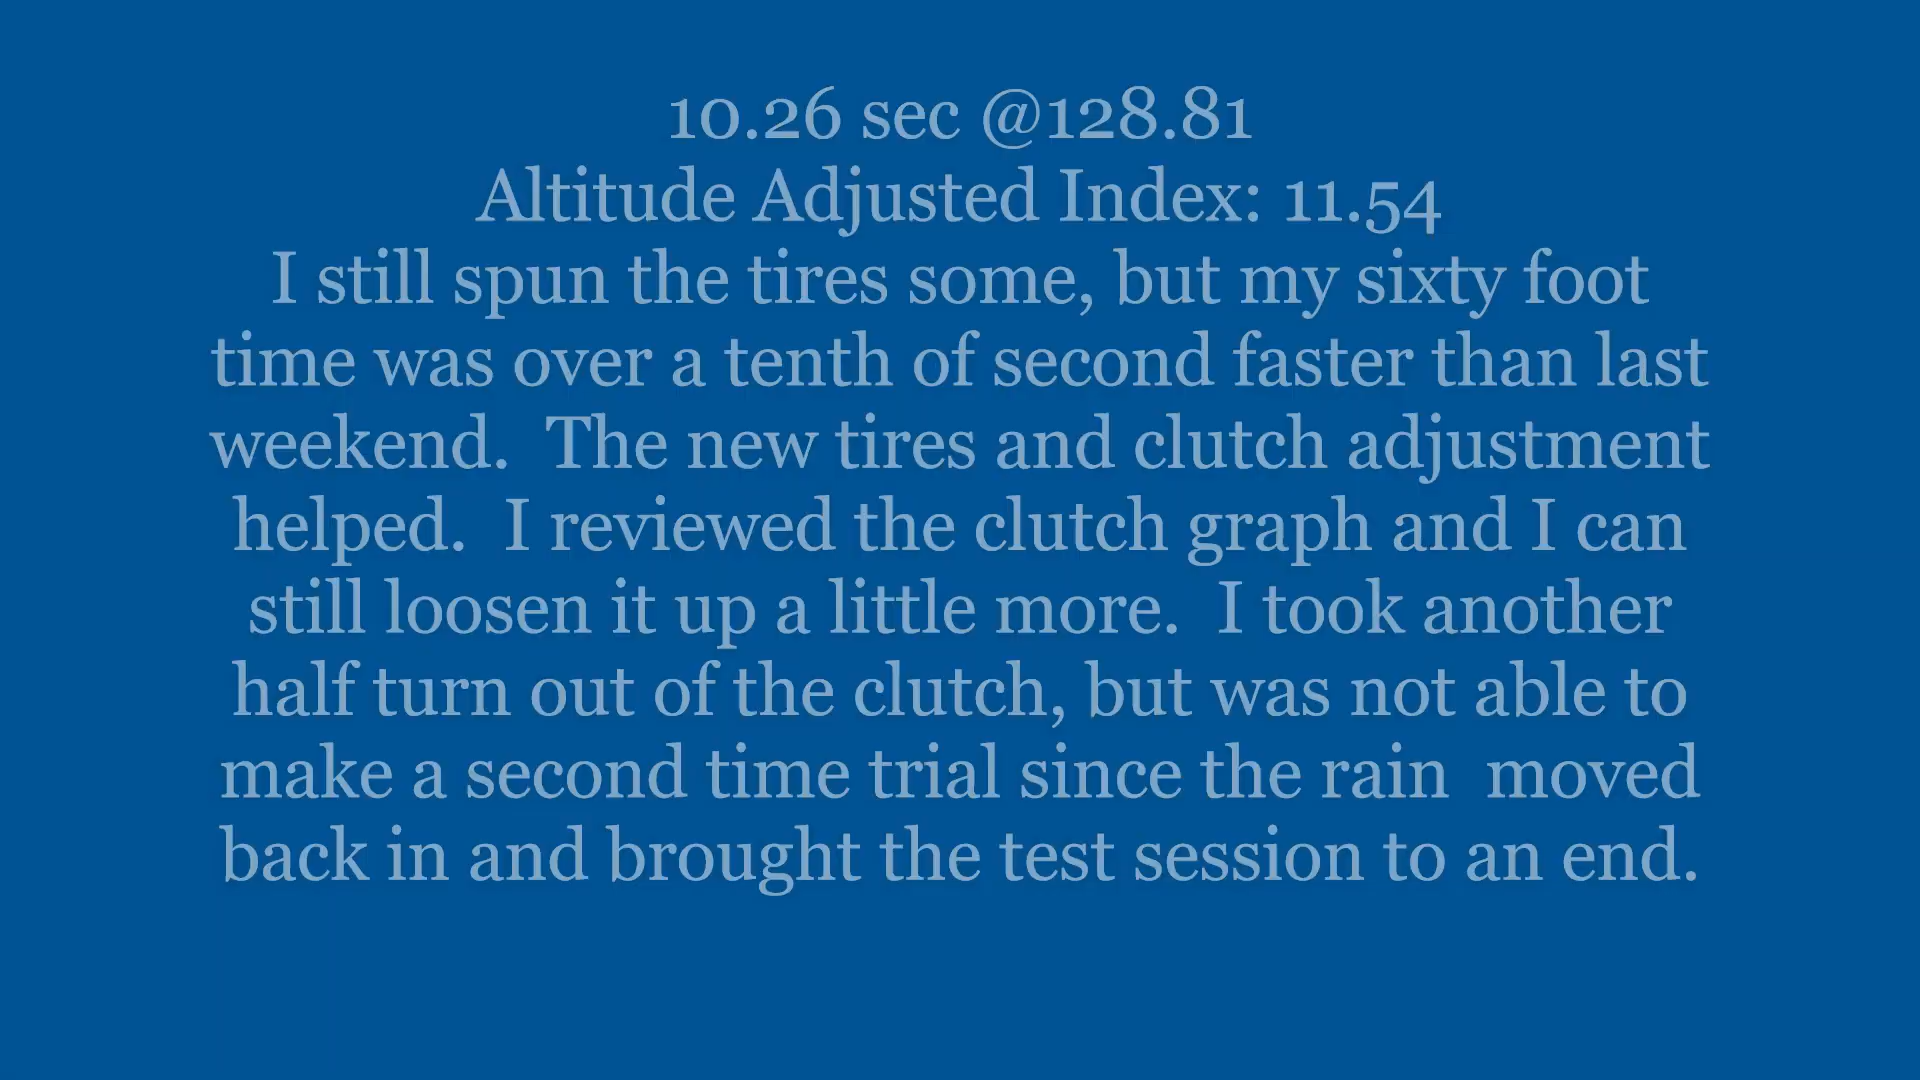 10.26 sec @128.81
Altitude Adjusted Index: 11.54
I still spun the tires some, but my sixty foot
time was over a tenth of second faster than last
weekend.  The new tires and clutch adjustment
helped.  I reviewed the clutch graph and I can
still loosen it up a little more.  I took another
half turn out of the clutch, but was not able to
make a second time trial since the rain  moved
back in and brought the test session to an end.